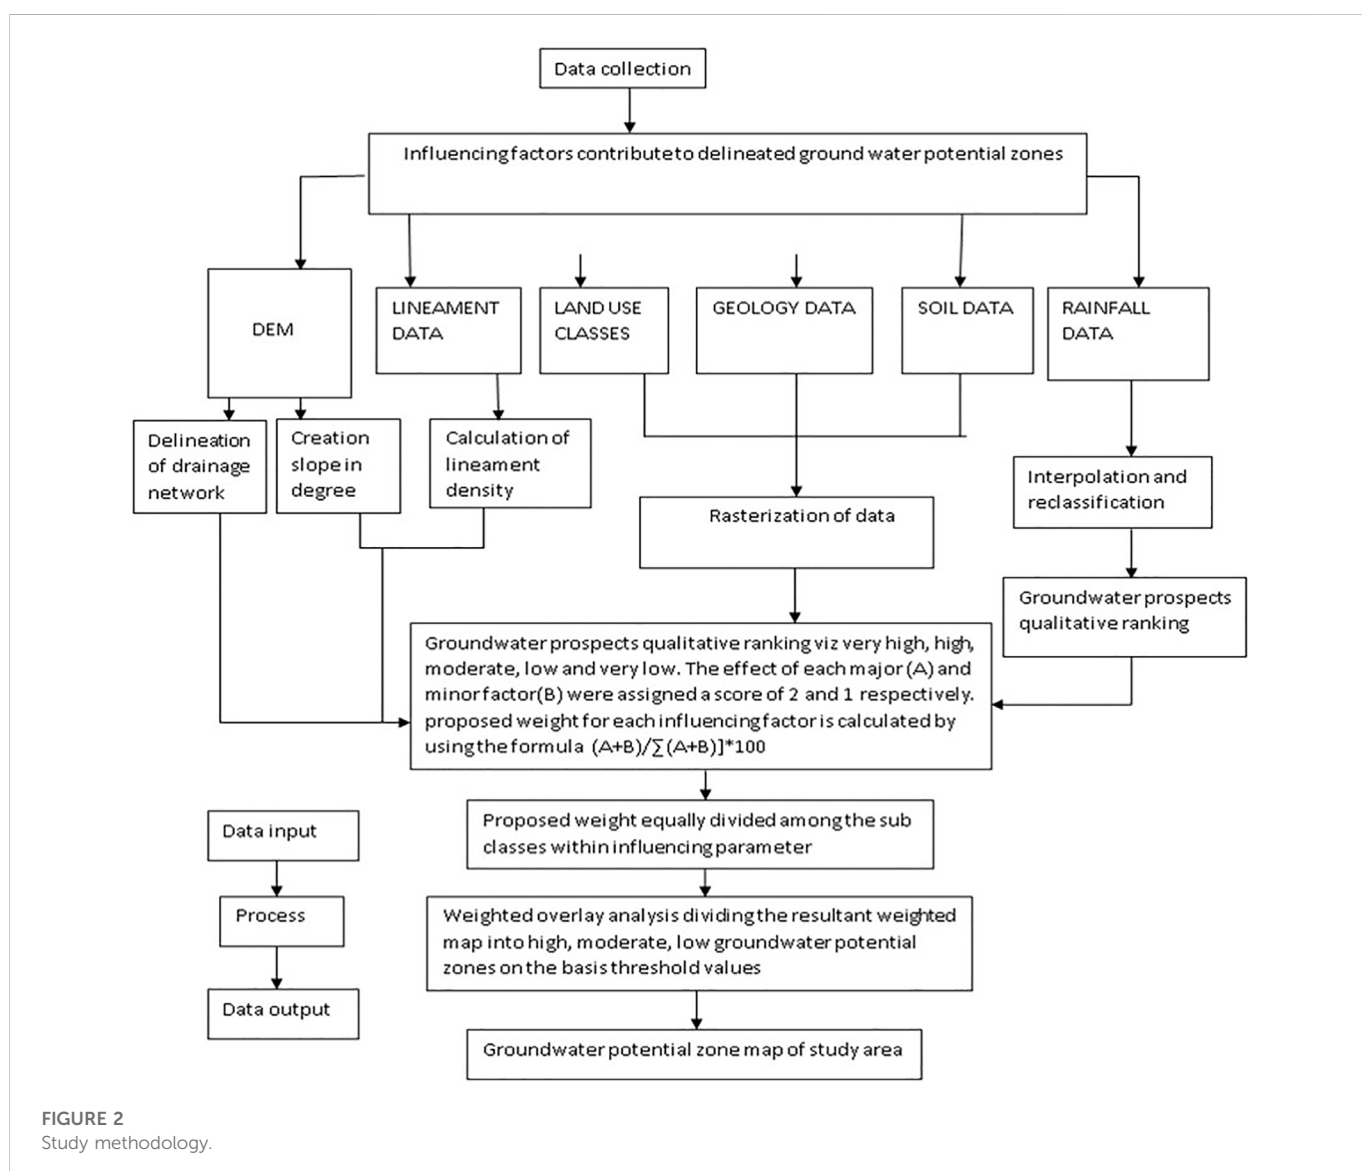 Data collection
Influencing factors contribute to delineated ground water potential zones
DEM
LINEAMENT
DATA
LAND USE
CLASSES
GEOLOGY DATA
SOIL DATA
RAINFALL
DATA
Delineation
of drainage
network
Creation
slope in
degree
Calculation of
lineament
density
Rasterization of data
Interpolation and
reclassification
Groundwater prospects
qualitative ranking
Groundwater prospects qualitative ranking viz very high, high,
moderate, low and very low. The effect of each major (A) and
minor factor(B) were assigned a score of 2 and 1 respectively.
proposed weight for each influencing factor is calculated by
using the formula (A+B)/∑(A+B)]*100
Proposed weight equally divided among the sub
classes within influencing parameter
Weighted overlay analysis dividing the resultant weighted
map into high, moderate, low groundwater potential
zones on the basis threshold values
Groundwater potential zone map of study area
Data input
Process
Data output
FIGURE 2
Study methodology.